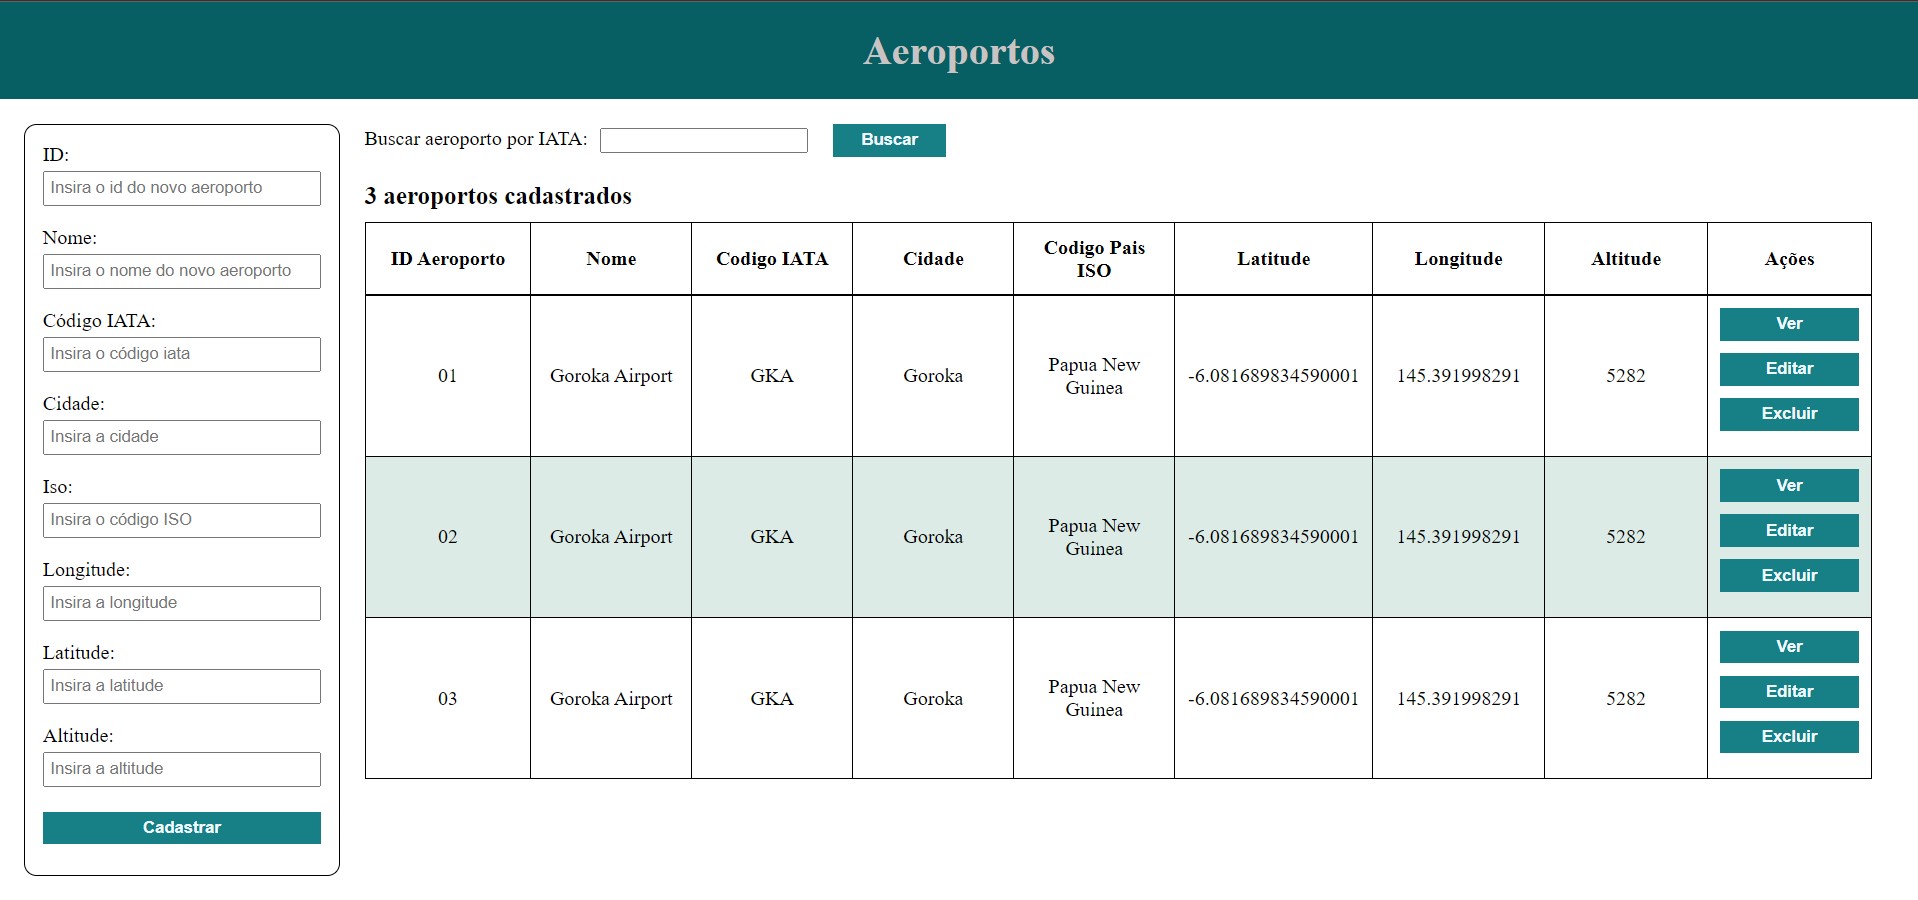 Aeroportos
ID:
Insira o id do novo aeroporto
Nome:
Insira o nome do novo aeroporto
Código IATA:
Insira o código iata
Cidade:
Insira a cidade
Iso:
Insira o código ISO
Longitude:
Insira a longitude
Latitude:
Insira a latitude
Altitude:
Insira a altitude
Cadastrar
Buscar aeroporto por IATA: Buscar
3 aeroportos cadastrados
ID Aeroporto Nome Codigo IATA Cidade Codigo Pais ISO Latitude Longitude Altitude Ações
01 Goroka Airport GKA Goroka Papua New Guinea -6.081689834590001 145.391998291 5282
Ver
Editar
Excluir
02 Goroka Airport GKA Goroka Papua New Guinea -6.081689834590001 145.391998291 5282
Ver
Editar
Excluir
03 Goroka Airport GKA Goroka Papua New Guinea -6.081689834590001 145.391998291 5282
Ver
Editar
Excluir